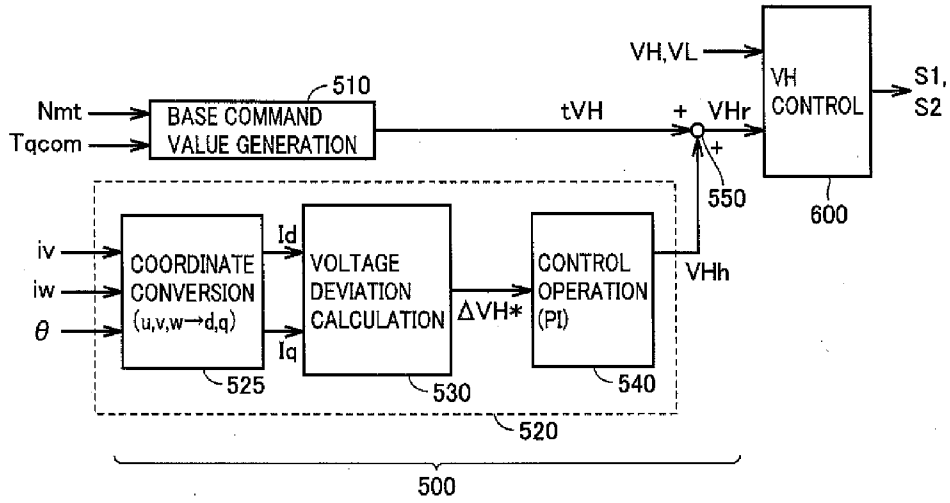 510
Nmt
Tqcom
BASE COMMAND
VALUE GENERATION
tVH
+
VHr
+
550
VH,VL
VH
CONTROL
600
S1,
S2
iv
iw
θ
COORDINATE
CONVERSION
(u,v,w→d,q)
525
Id
Iq
VOLTAGE
DEVIATION
CALCULATION
530
ΔVH*
CONTROL
OPERATION
(PI)
540
VHh
520
500